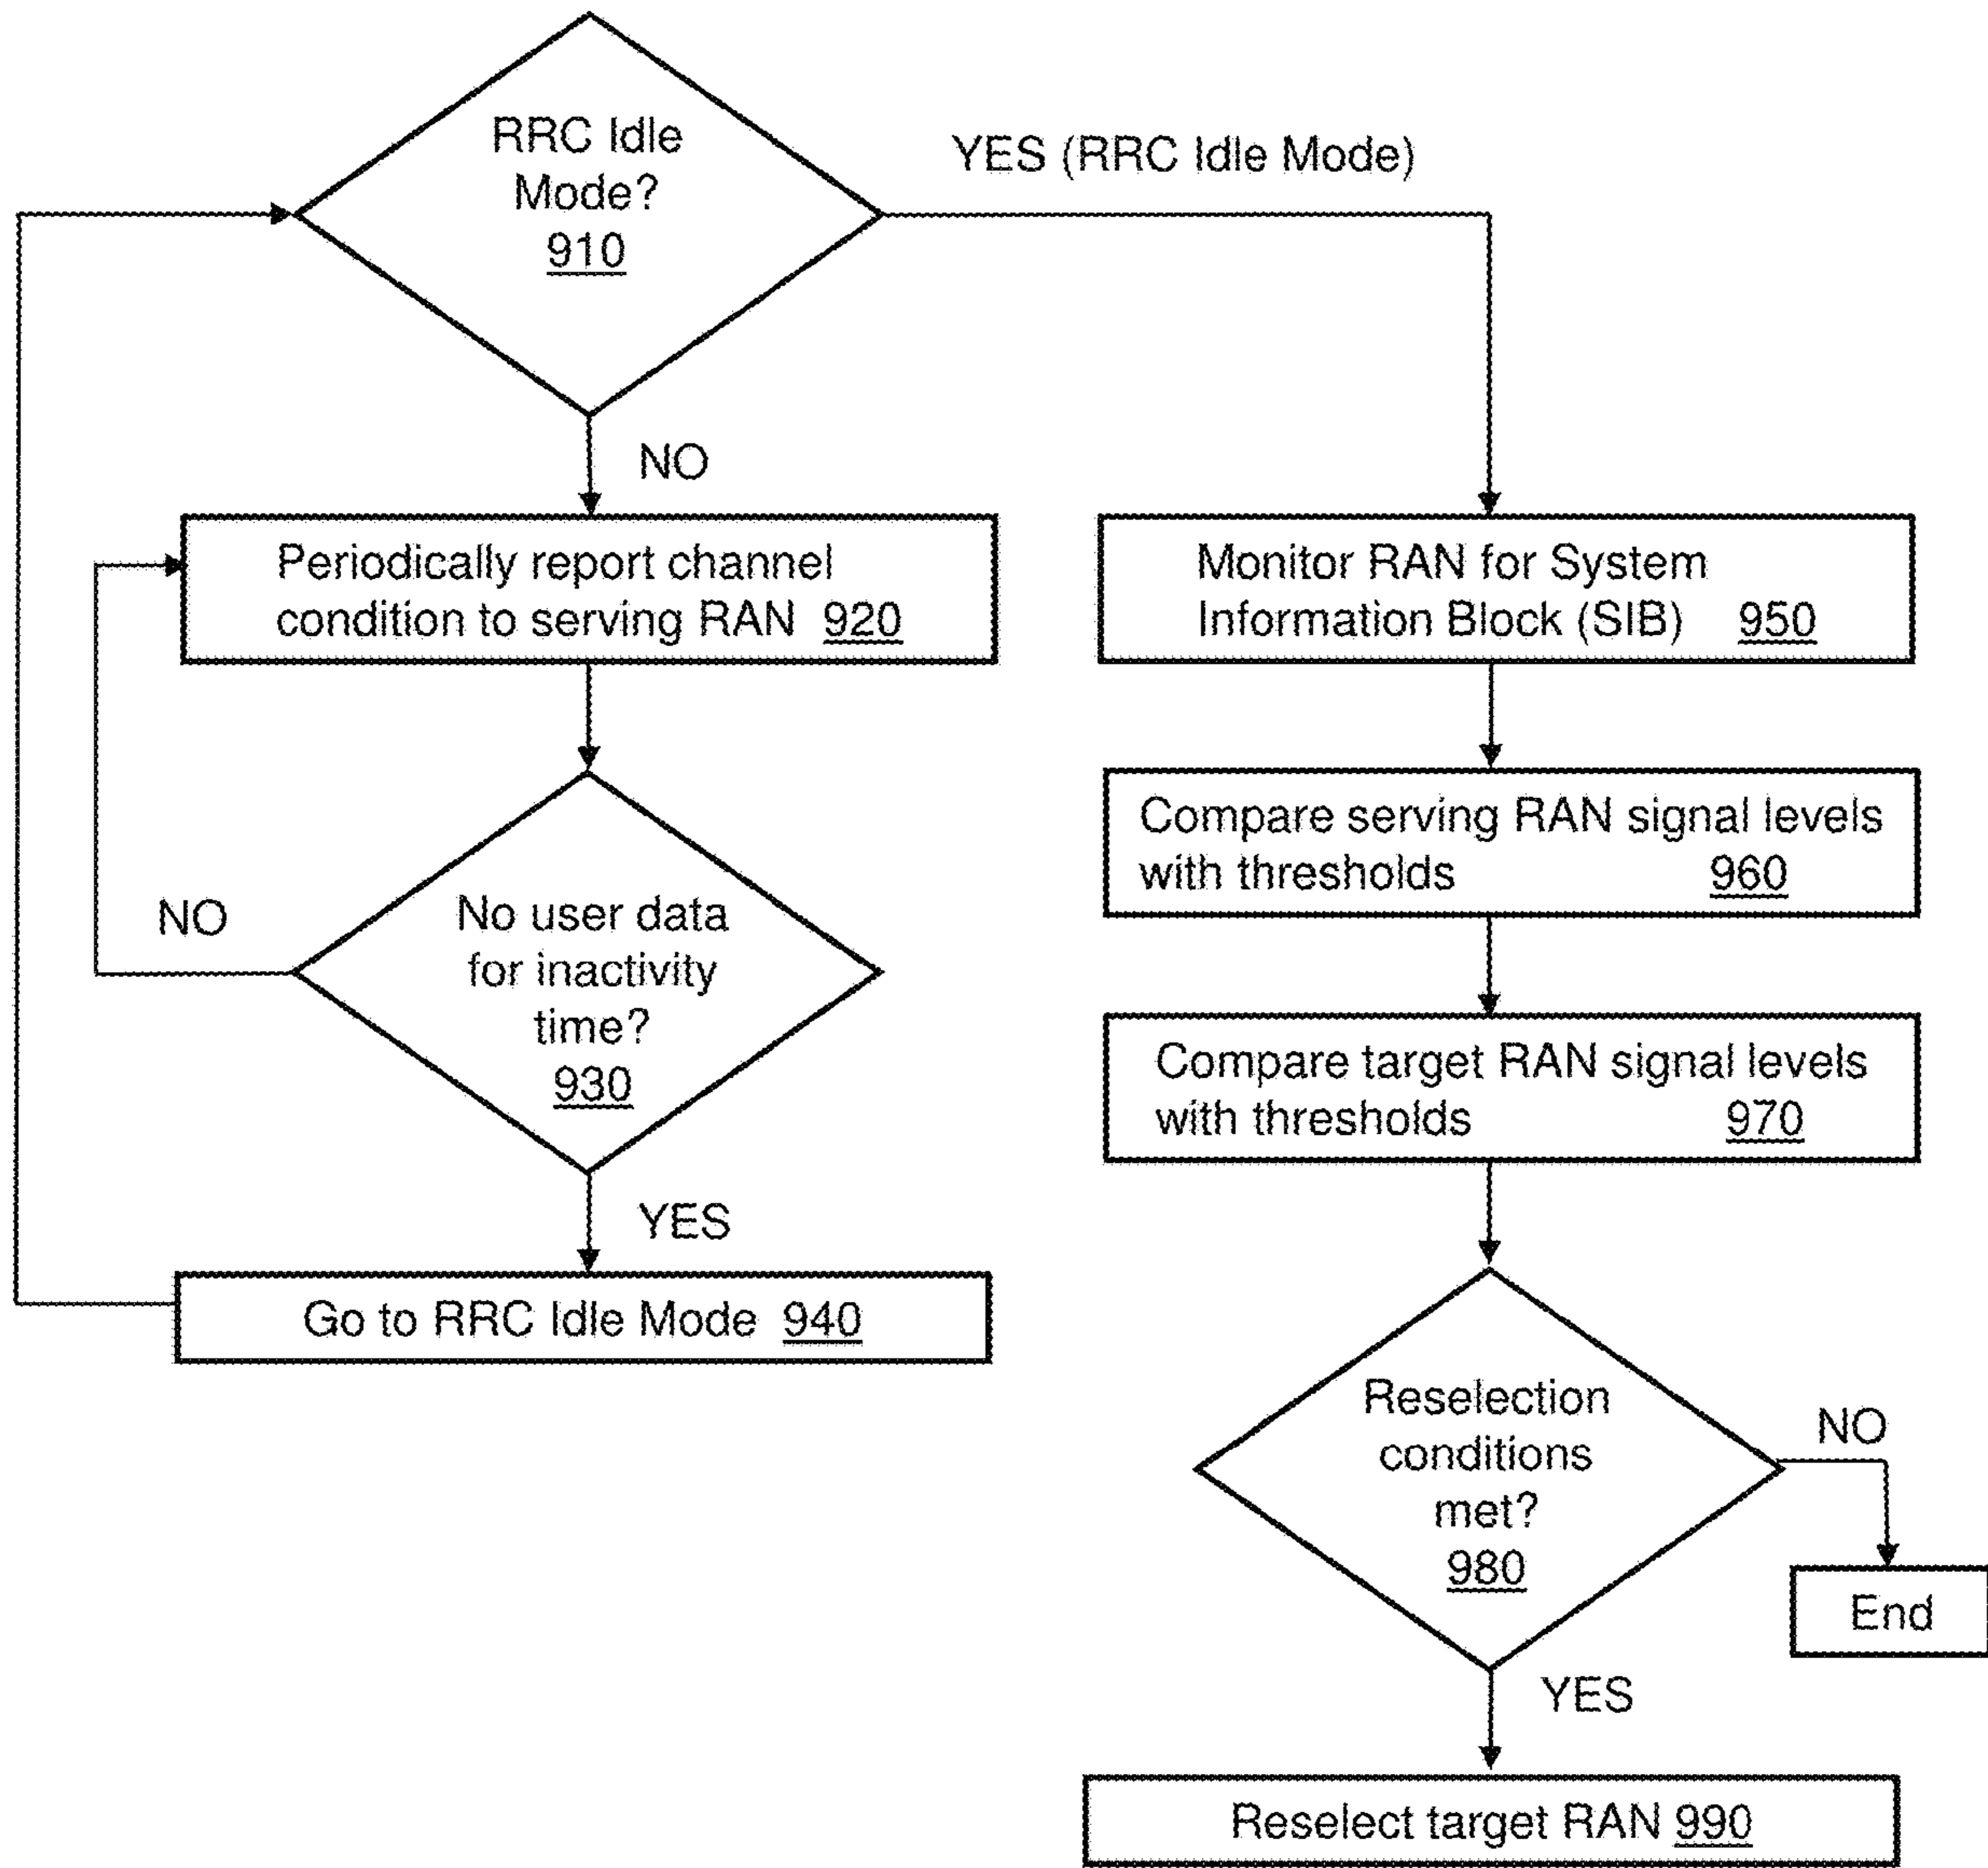 RRC Idle
Mode?
910
YES (RRC Idle Mode)
NO
Periodically report channel
condition to serving RAN 920
NO
No user data
for inactivity
time?
930
YES
Go to RRC Idle Mode 940
Monitor RAN for System
Information Block (SIB) 950
Compare serving RAN signal levels
with thresholds 960
Compare target RAN signal levels
with thresholds 970
Reselection
conditions
met?
980
NO
End
YES
Reselect target RAN 990